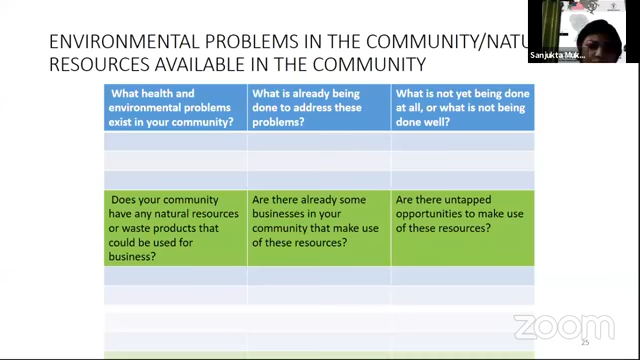 ENVIRONMENTAL PROBLEMS IN THE COMMUNITY/NATU
RESOURCES AVAILABLE IN THE COMMUNITY
Sanjukta Muk...
What health and
environmental problems
exist in your community?
What is already being
done to address these
problems?
What is not yet being done
at all, or what is not being
done well?
Does your community
have any natural resources
or waste products that
could be used for
business?
Are there already some
businesses in your
community that make use
of these resources?
Are there untapped
opportunities to make use
of these resources?
zoom
25